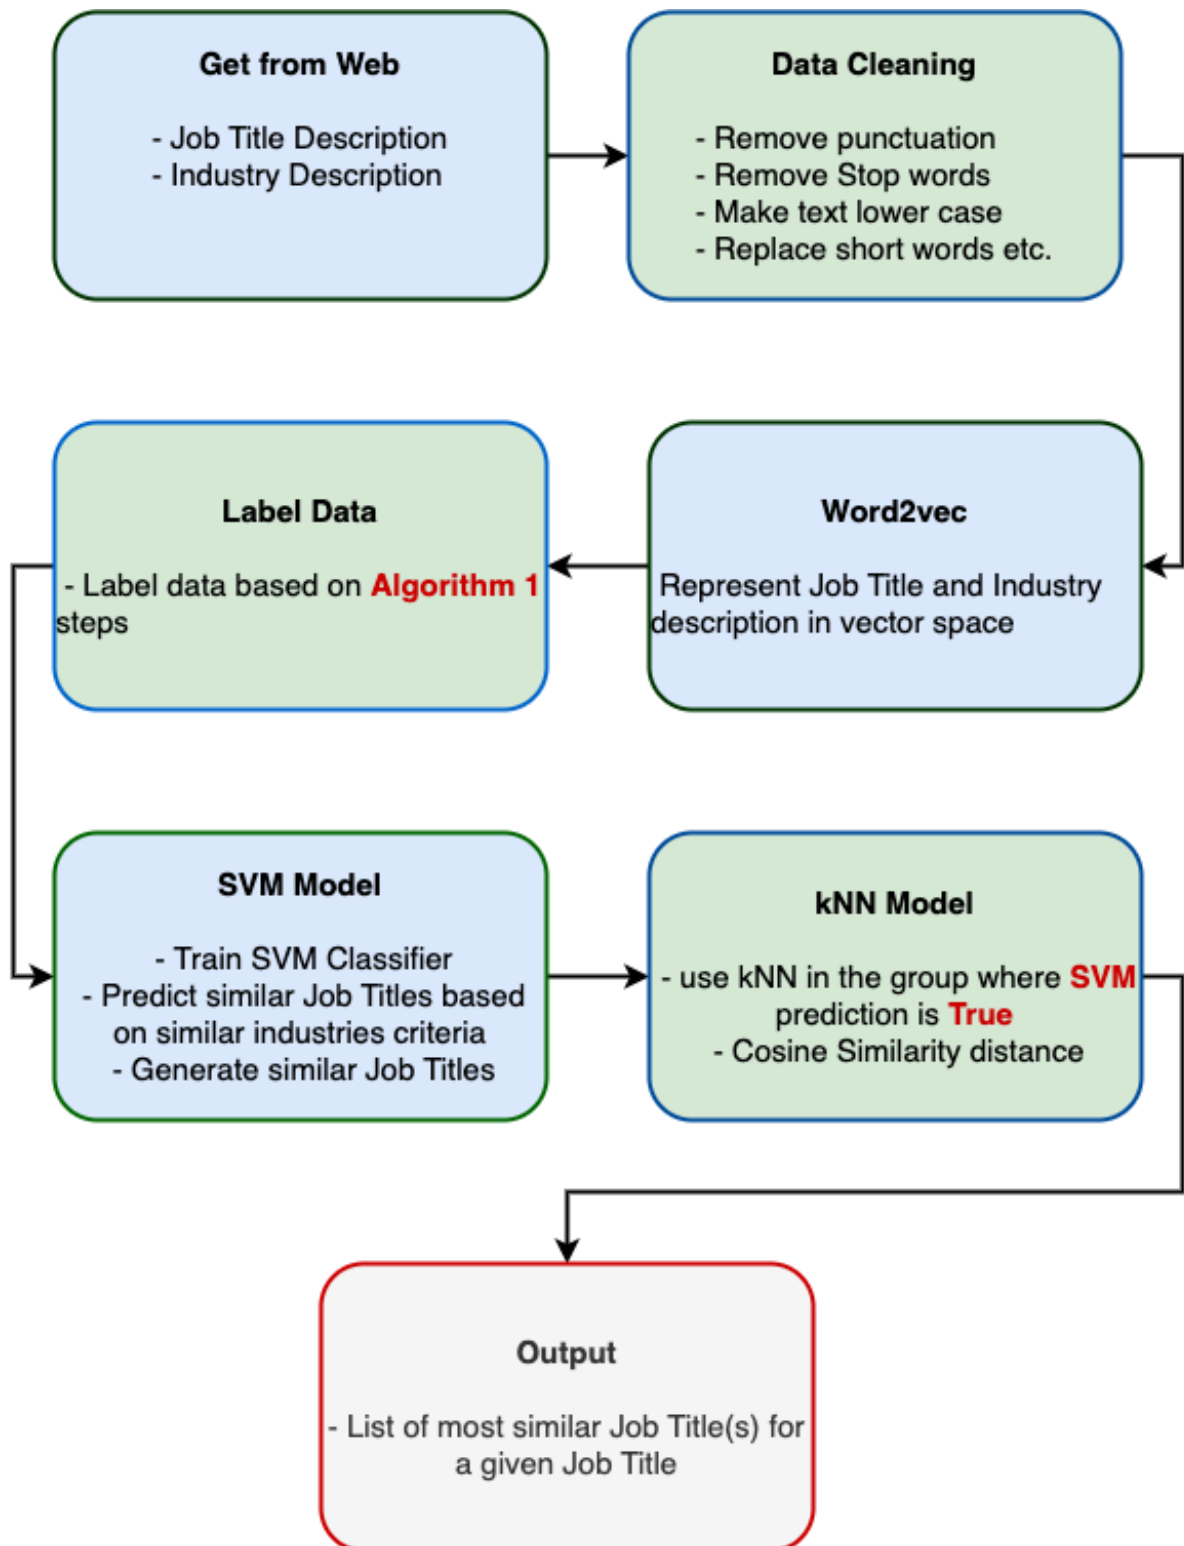 Get from Web
- Job Title Description
- Industry Description
Data Cleaning
- Remove punctuation
- Remove Stop words
- Make text lower case
- Replace short words etc.
Word2vec
Represent Job Title and Industry
description in vector space
Label Data
- Label data based on Algorithm 1
steps
SVM Model
- Train SVM Classifier
- Predict similar Job Titles based
on similar industries criteria
- Generate similar Job Titles
kNN Model
- use kNN in the group where SVM
prediction is True
- Cosine Similarity distance
Output
- List of most similar Job Title(s) for
a given Job Title